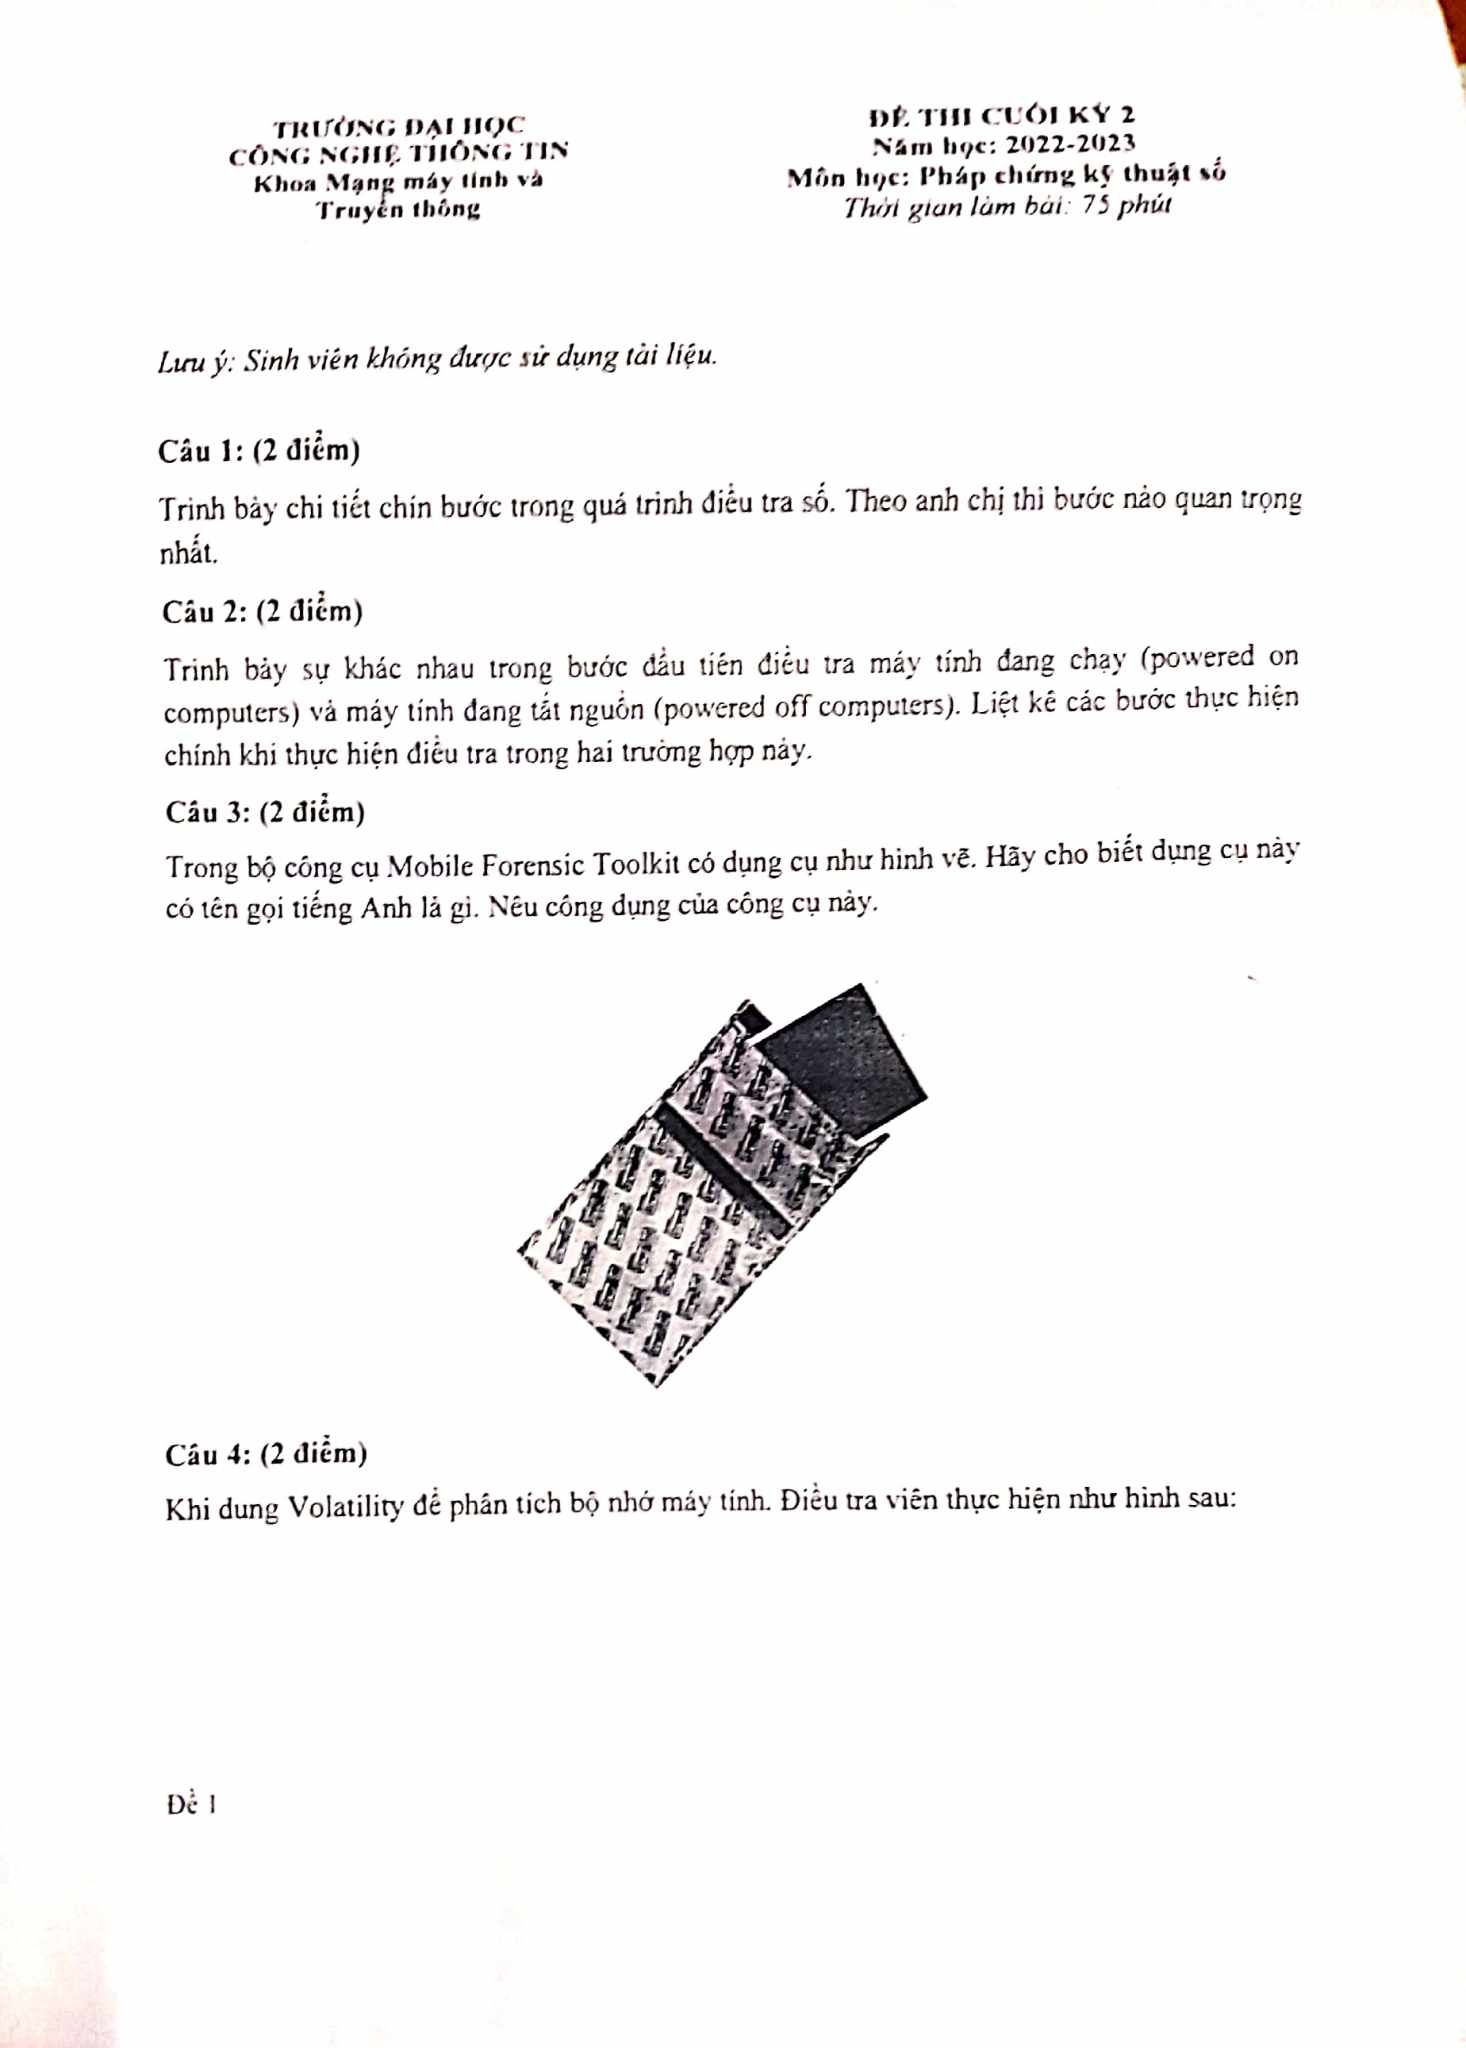 TRƯỜNG ĐẠI HỌC
CÔNG NGHỆ THÔNG TIN
Khoa Mạng máy tính và
Truyền thông
ĐỀ THI CUỐI KỲ 2
Năm học: 2022-2023
Môn học: Pháp chứng kỹ thuật số
Thời gian làm bài: 75 phút
Lưu ý: Sinh viên không được sử dụng tài liệu.
Câu 1: (2 điểm)
Trình bày chi tiết chín bước trong quá trình điều tra số. Theo anh chị thì bước nào quan trọng
nhất.
Câu 2: (2 điểm)
Trình bày sự khác nhau trong bước đầu tiên điều tra máy tính đang chạy (powered on
computers) và máy tính đang tắt nguồn (powered off computers). Liệt kê các bước thực hiện
chính khi thực hiện điều tra trong hai trường hợp này.
Câu 3: (2 điểm)
Trong bộ công cụ Mobile Forensic Toolkit có dụng cụ như hình vẽ. Hãy cho biết dụng cụ này
có tên gọi tiếng Anh là gì. Nêu công dụng của công cụ này.
Câu 4: (2 điểm)
Khi dung Volatility để phân tích bộ nhớ máy tính. Điều tra viên thực hiện như hình sau:
Đề 1